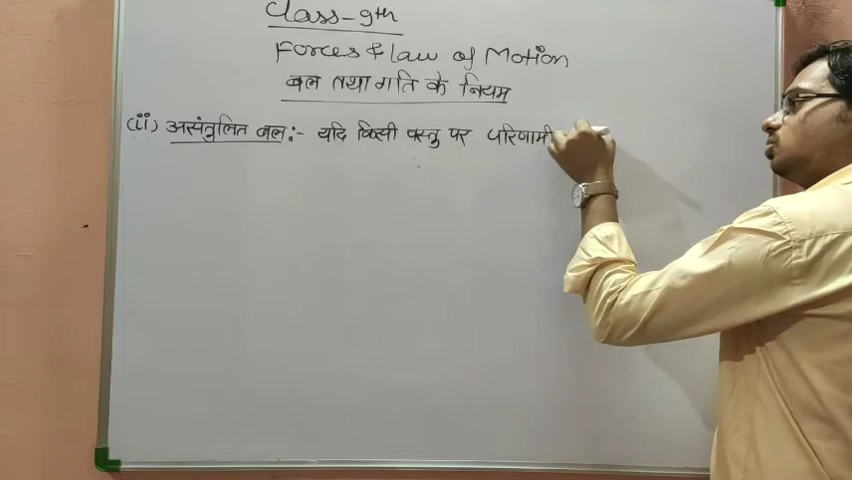 Class-9th
Forces & law of Motion
बल तथा गति के नियम
(ii) असंतुलित बल:- यदि किसी वस्तु पर परिणामी